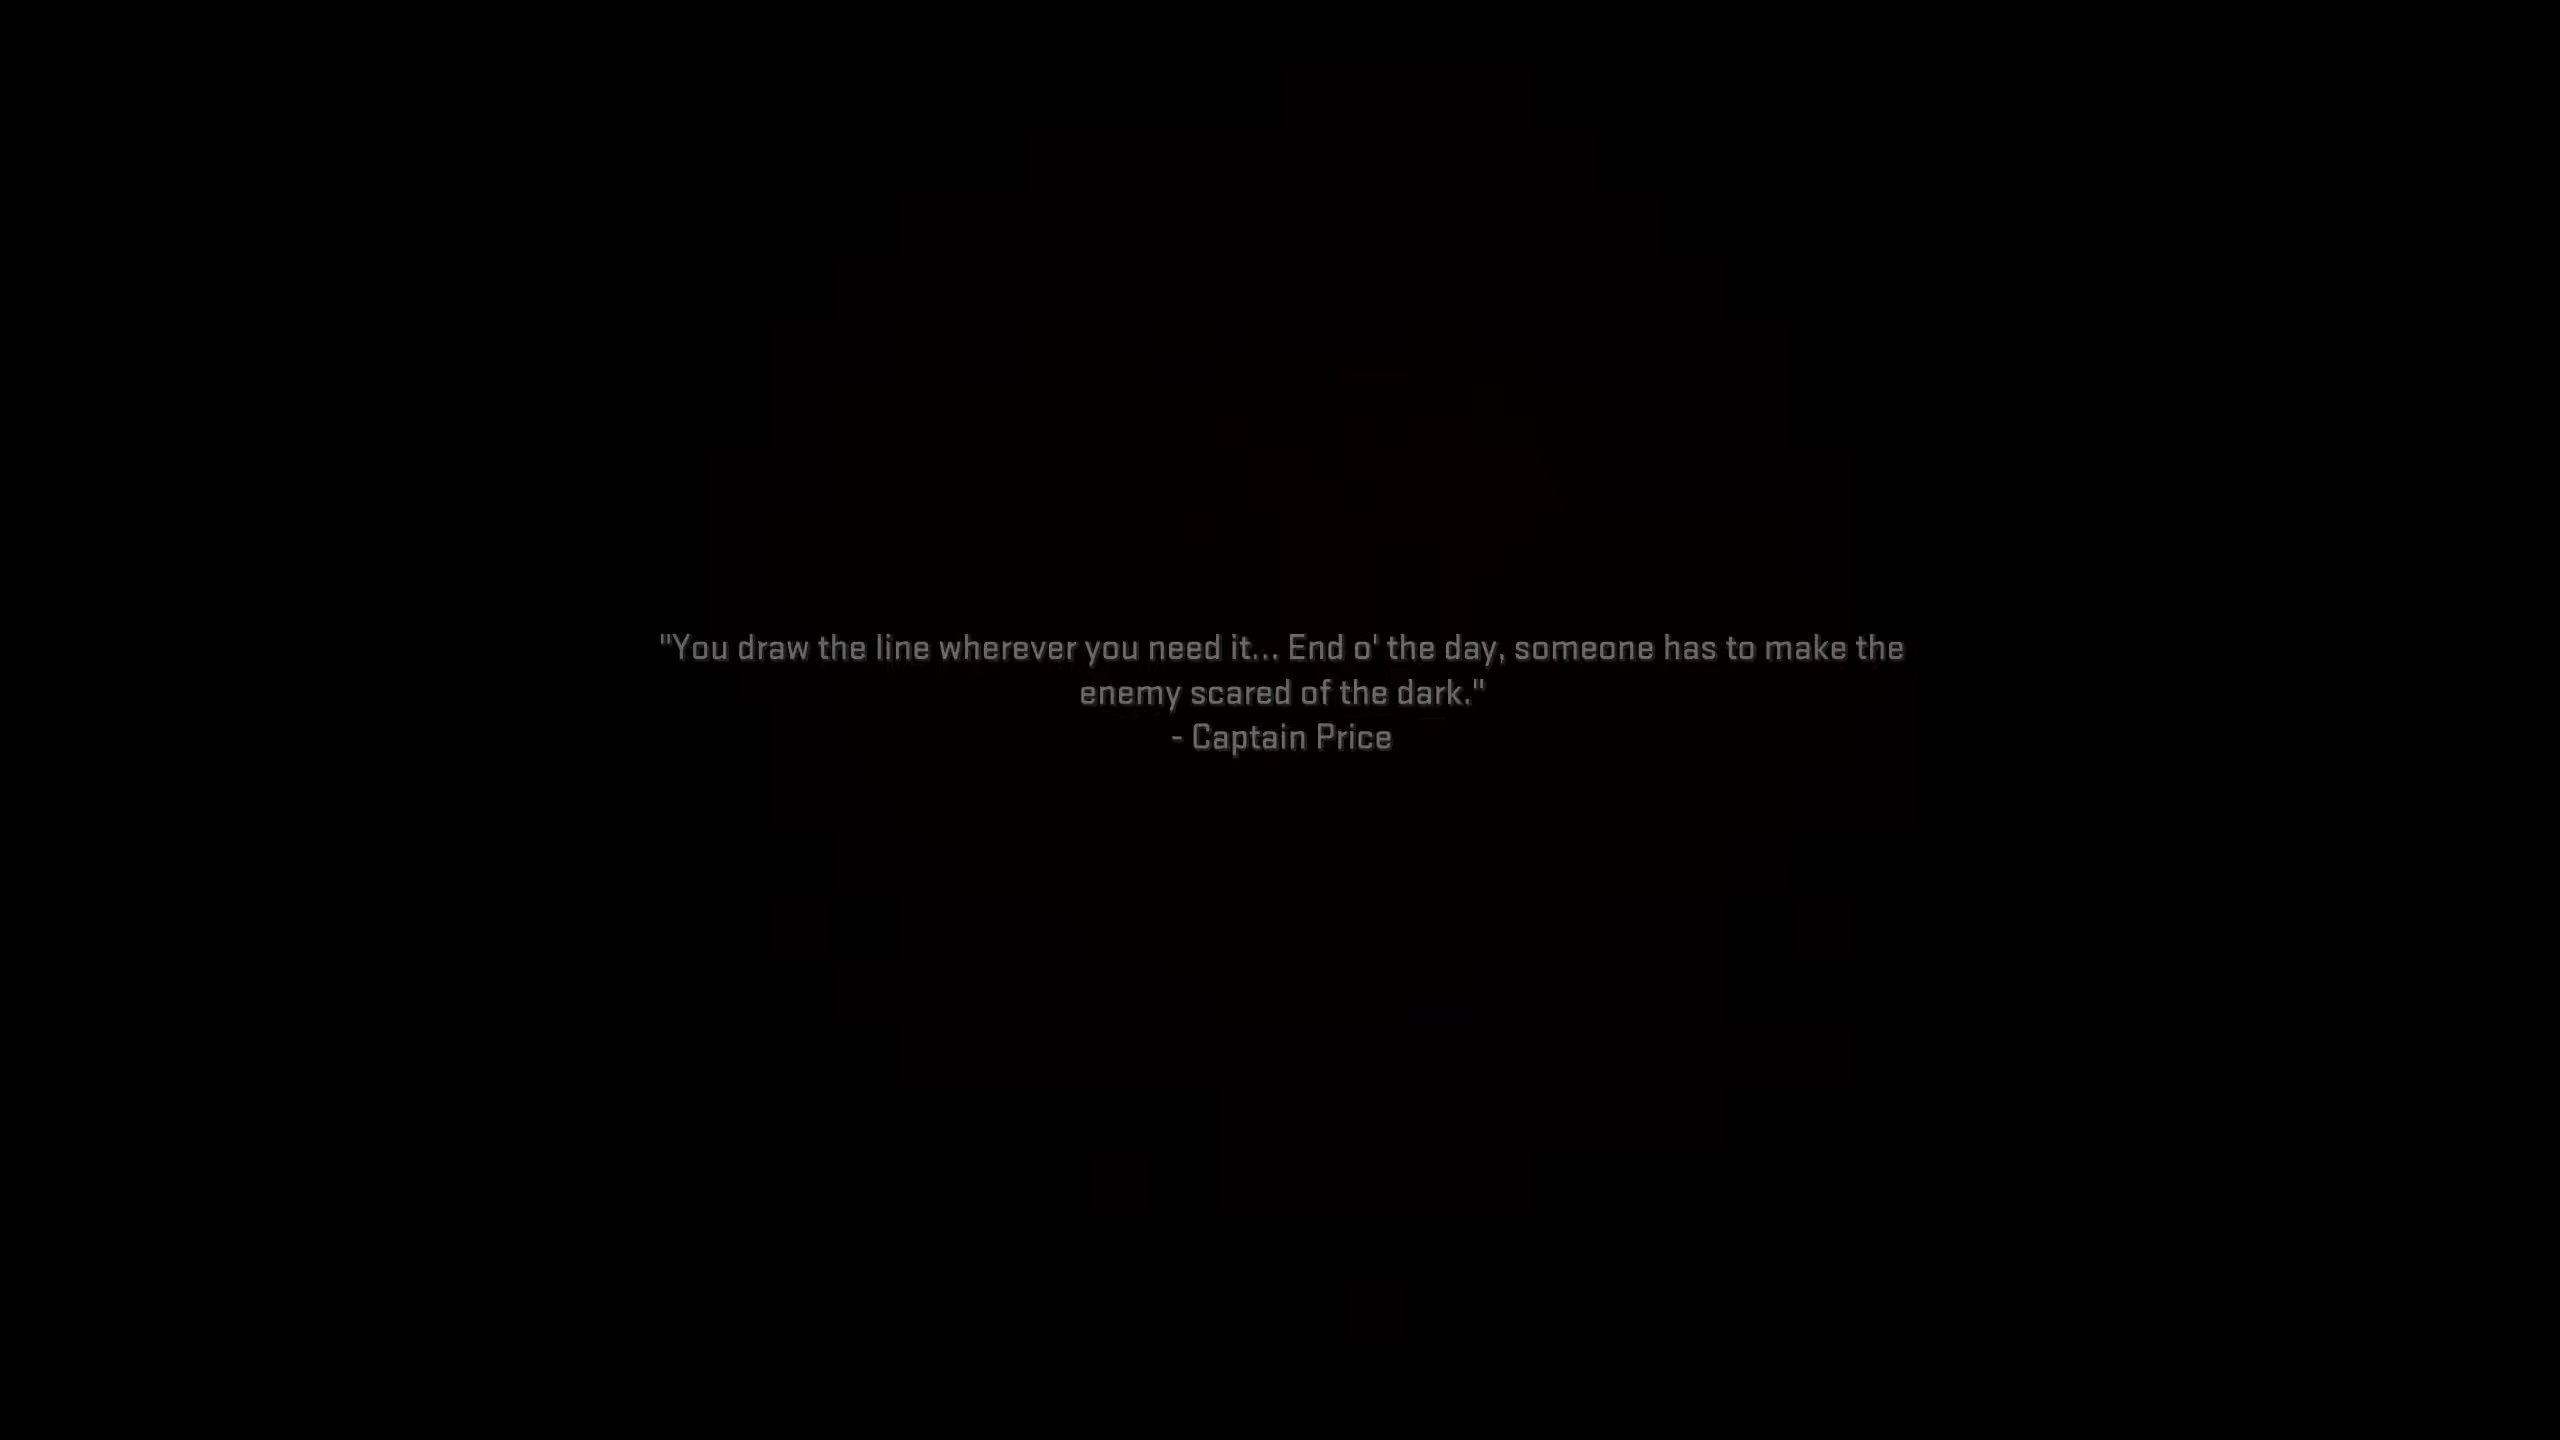 "You draw the line wherever you need it... End o' the day, someone has to make the
enemy scared of the dark."
- Captain Price